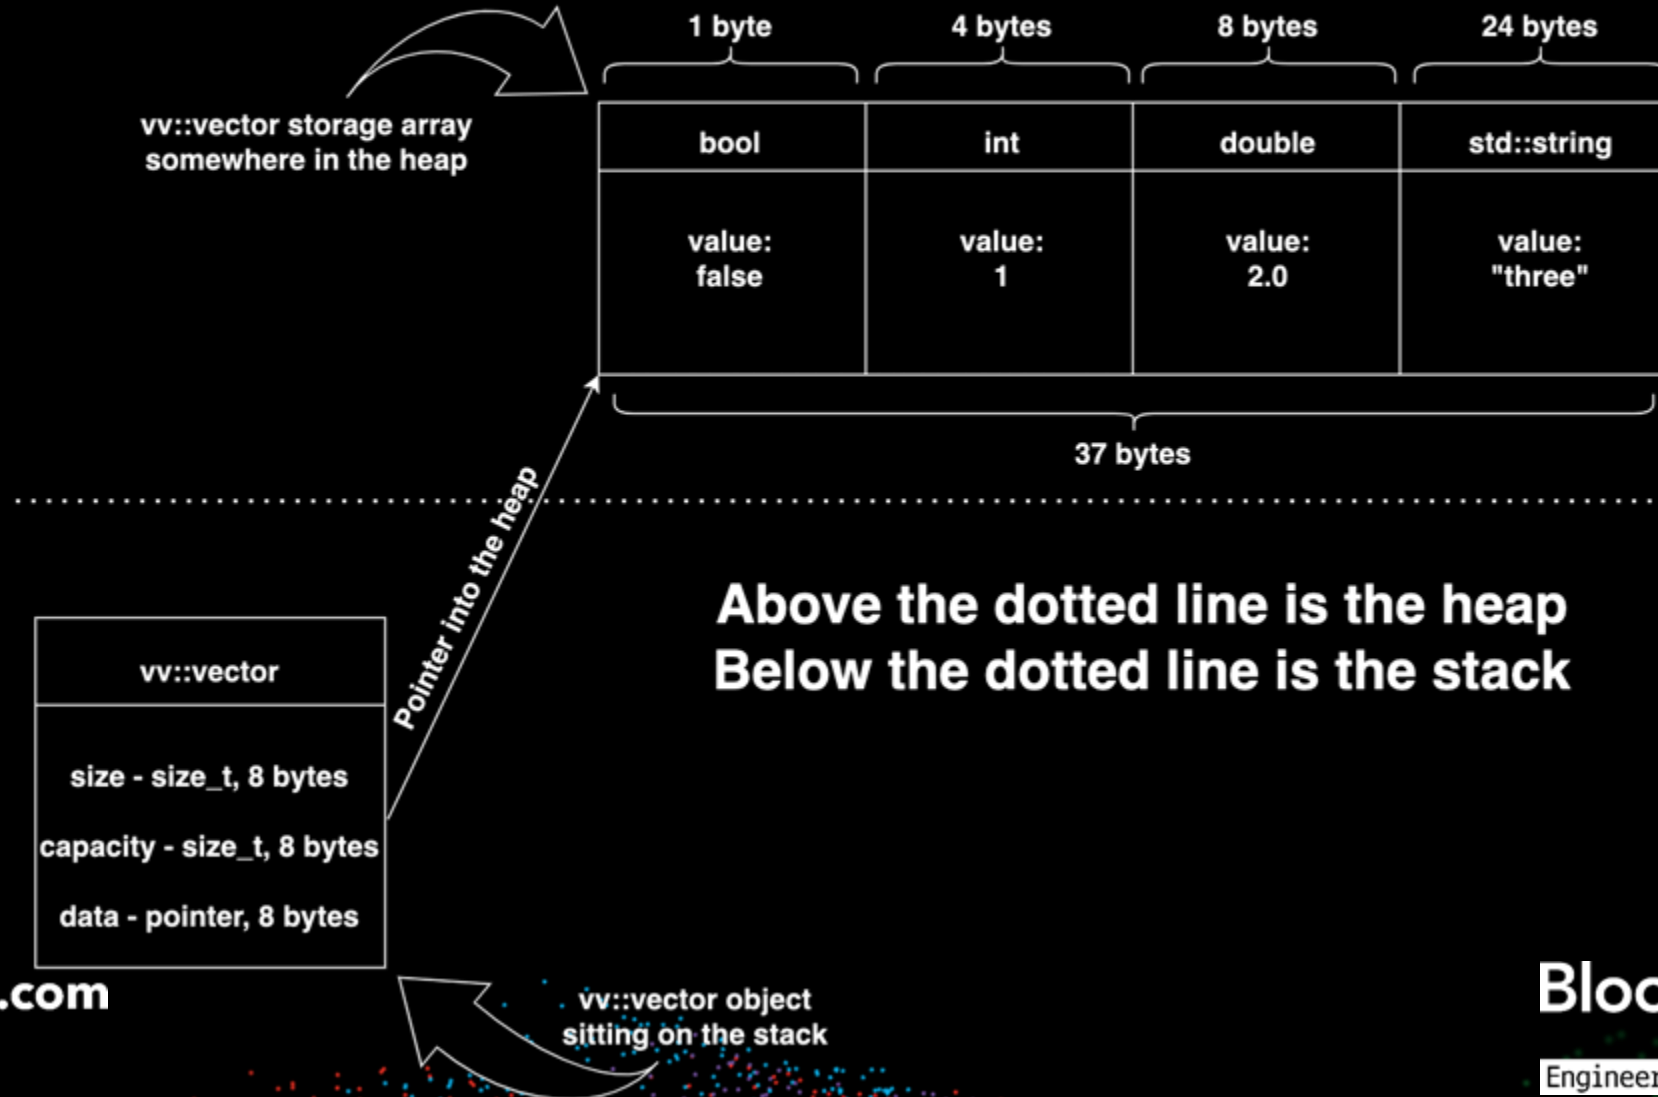 1 byte
4 bytes
8 bytes
24 bytes
vv::vector storage array
somewhere in the heap
bool
int
double
std::string
value:
false
value:
1
value:
2.0
value:
"three"
37 bytes
Pointer into the heap
Above the dotted line is the heap
Below the dotted line is the stack
vv::vector
size - size_t, 8 bytes
capacity - size_t, 8 bytes
data - pointer, 8 bytes
.com
vv::vector object
sitting on the stack
Bloo
Engineer